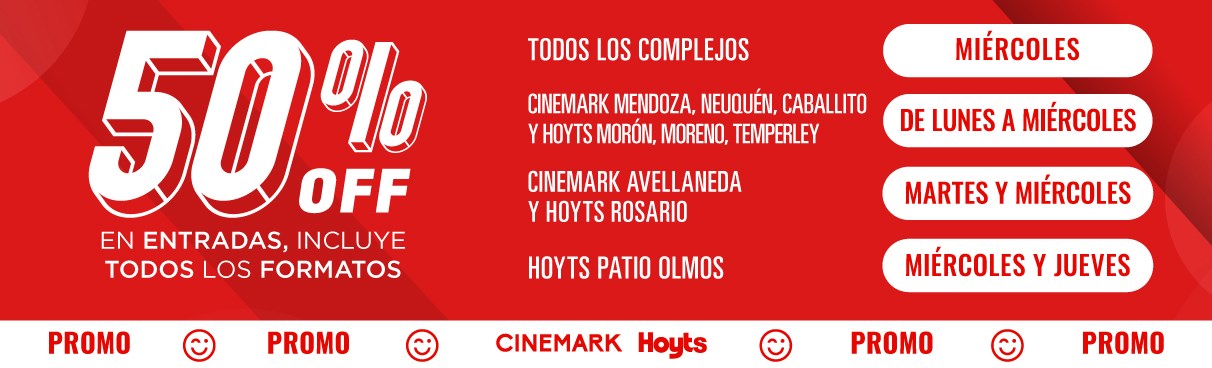 50% OFF
EN ENTRADAS, INCLUYE
TODOS LOS FORMATOS
TODOS LOS COMPLEJOS
MIÉRCOLES
CINEMARK MENDOZA, NEUQUÉN, CABALLITO
Y HOYTS MORÓN, MORENO, TEMPERLEY
DE LUNES A MIÉRCOLES
CINEMARK AVELLANEDA
Y HOYTS ROSARIO
MARTES Y MIÉRCOLES
HOYTS PATIO OLMOS
MIÉRCOLES Y JUEVES
PROMO PROMO CINEMARK Hoyts PROMO PROMO